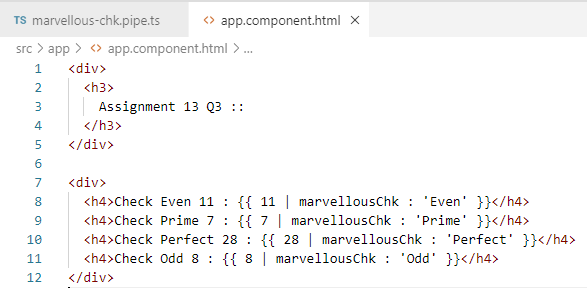 TS marvellous-chk.pipe.ts <> app.component.html ×
src > app > <> app.component.html > ...
1 <div>
2 <h3>
3 Assignment 13 Q3 ::
4 </h3>
5 </div>
6
7 <div>
8 <h4>Check Even 11 : {{ 11 | marvellousChk : 'Even' }}</h4>
9 <h4>Check Prime 7 : {{ 7 | marvellousChk : 'Prime' }}</h4>
10 <h4>Check Perfect 28 : {{ 28 | marvellousChk : 'Perfect' }}</h4>
11 <h4>Check Odd 8 : {{ 8 | marvellousChk : 'Odd' }}</h4>
12 </div>